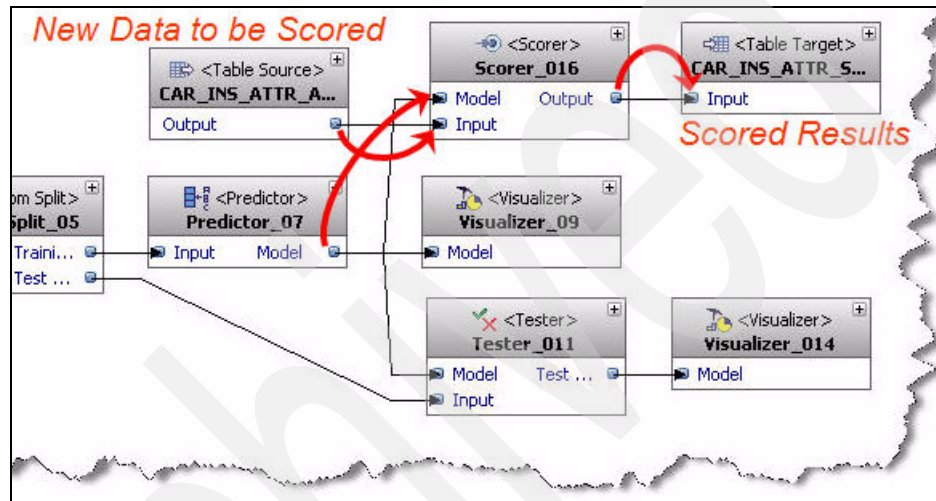 New Data to be Scored
<Table Source>
CAR_INS_ATTR_A...
Output
<Scorer>
Scorer_016
Model Output
Input
<Table Target>
CAR_INS_ATTR_S...
Input
Scored Results
om Split>
Split_05
Traini...
Test ...
<Predictor>
Predictor_07
Input Model
<Visualizer>
Visualizer_09
Model
<Tester>
Tester_011
Model Test ...
Input
<Visualizer>
Visualizer_014
Model